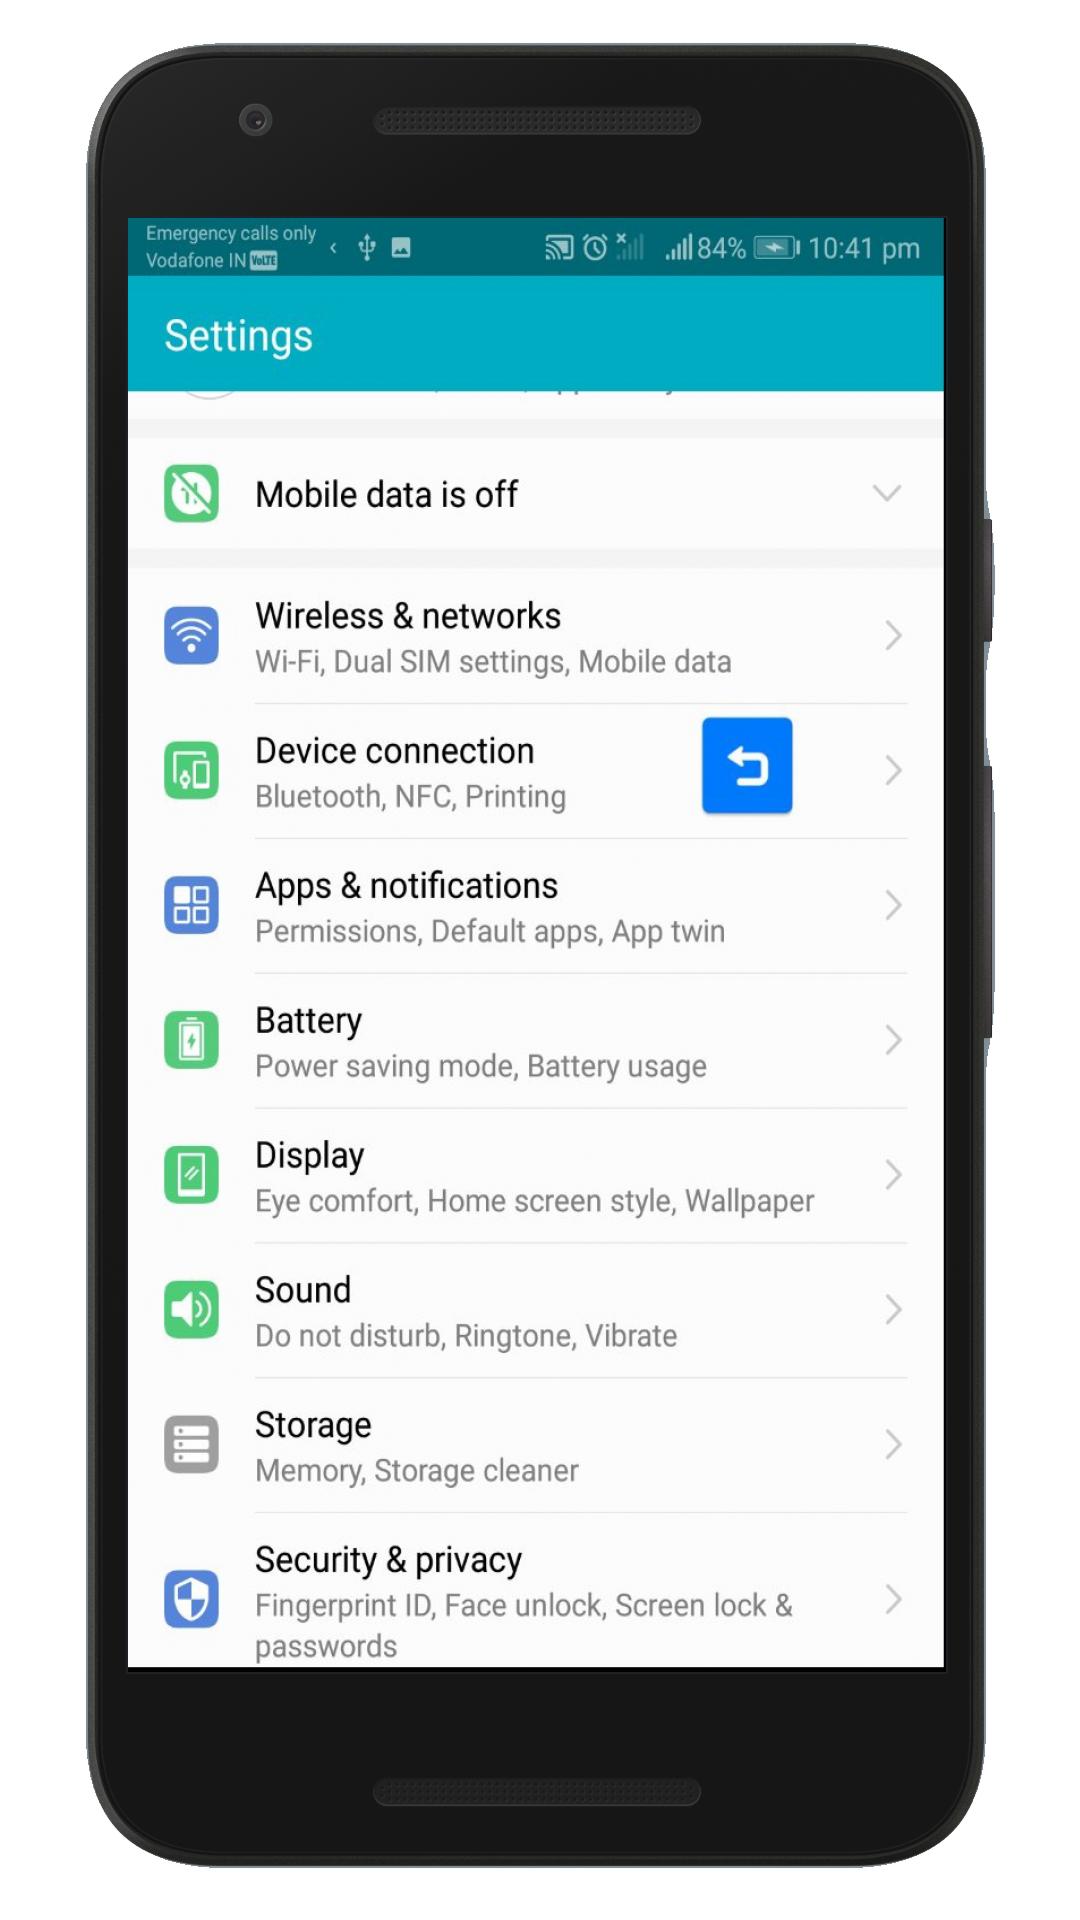 Emergency calls only
Vodafone IN VoLTE
84% 10:41 pm
Settings
Mobile data is off
Wireless & networks
Wi-Fi, Dual SIM settings, Mobile data
Device connection
Bluetooth, NFC, Printing
Apps & notifications
Permissions, Default apps, App twin
Battery
Power saving mode, Battery usage
Display
Eye comfort, Home screen style, Wallpaper
Sound
Do not disturb, Ringtone, Vibrate
Storage
Memory, Storage cleaner
Security & privacy
Fingerprint ID, Face unlock, Screen lock &
passwords